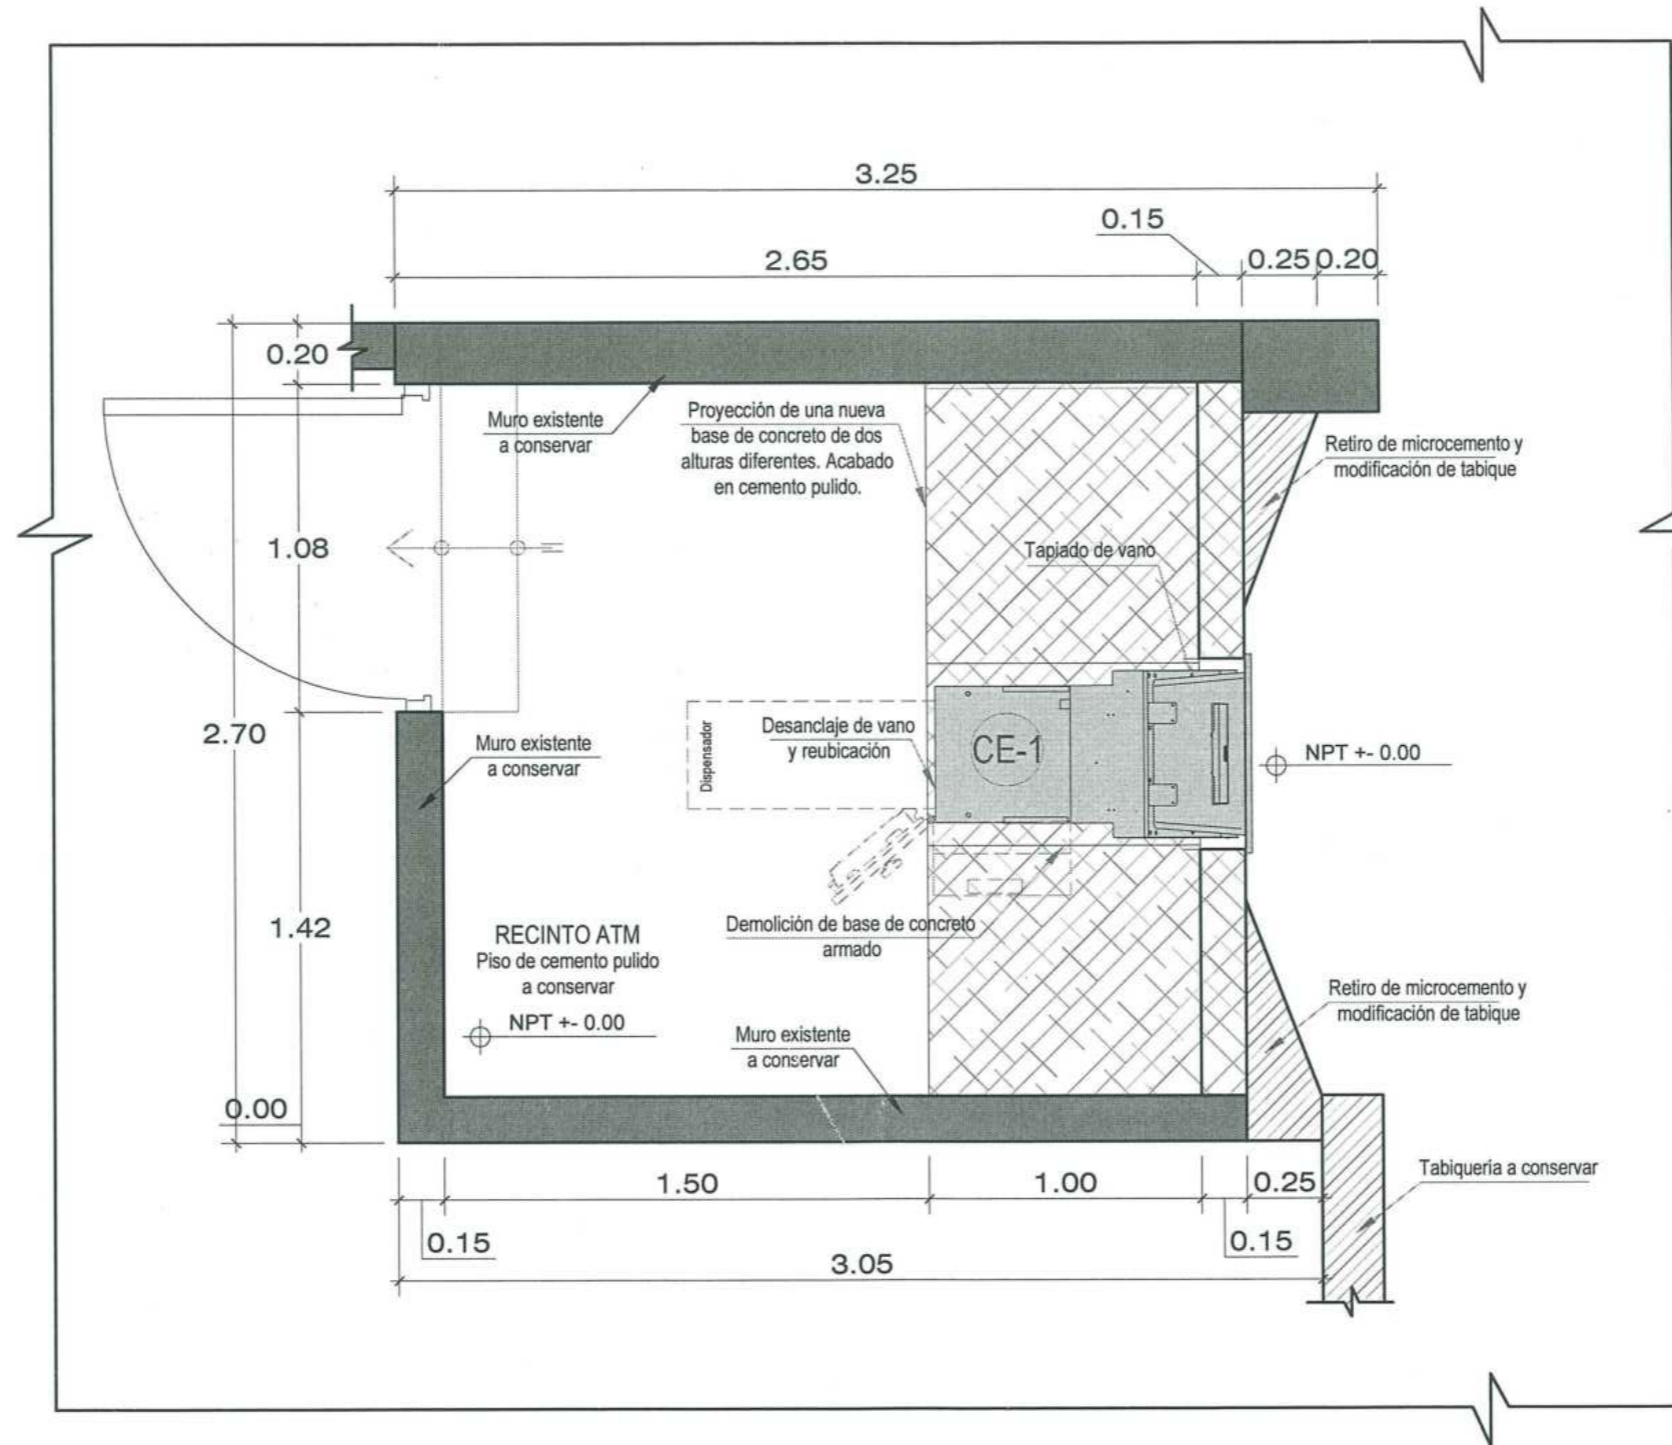 3.25
0.15
2.65
0.25
0.20
0.20
Muro existente
a conservar
Proyección de una nueva
base de concreto de dos
alturas diferentes. Acabado
en cemento pulido.
Retiro de microcemento y
modificación de tabique
1.08
Tapiado de vano
2.70
Muro existente
a conservar
Dispensador
Desanclaje de vano
y reubicación
CE-1
NPT +- 0.00
1.42
RECINTO ATM
Piso de cemento pulido
a conservar
NPT +- 0.00
Demolición de base de concreto
armado
Retiro de microcemento y
modificación de tabique
Muro existente
a conservar
0.00
1.50
1.00
0.25
Tabiquería a conservar
0.15
0.15
3.05